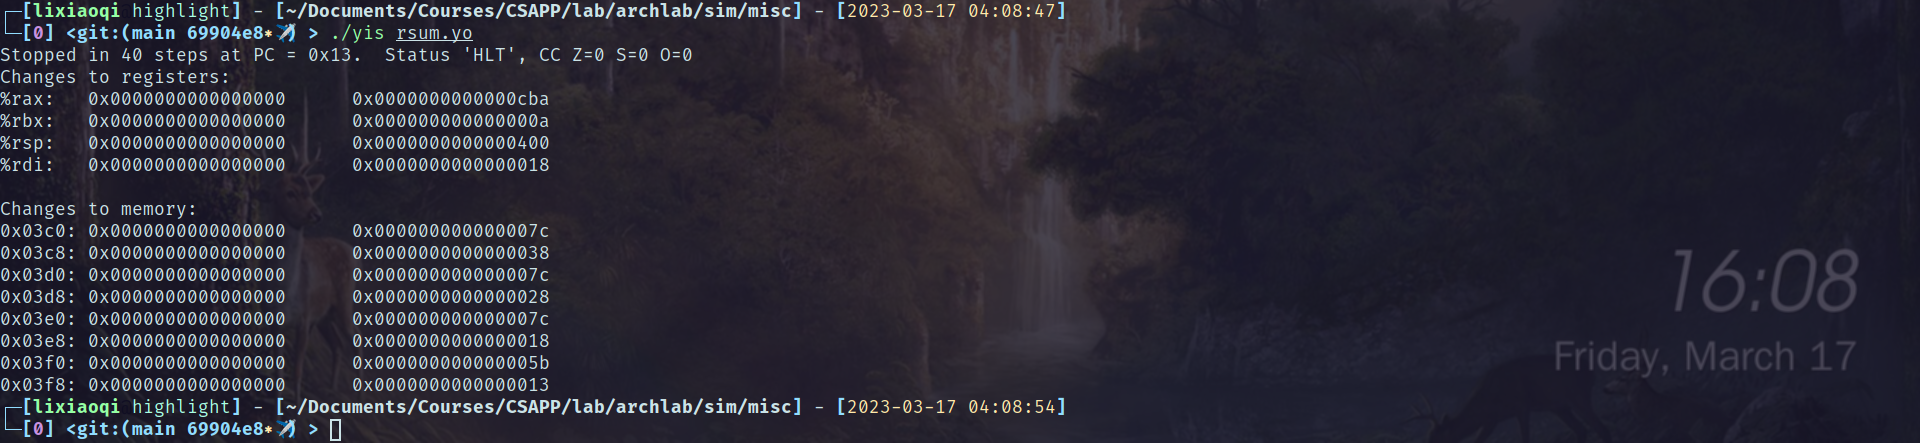 ┌─[lixiaoqi highlight] - [~/Documents/Courses/CSAPP/lab/archlab/sim/misc] - [2023-03-17 04:08:47]
└─[0] <git:(main 69904e8*✈) > ./yis rsum.yo
Stopped in 40 steps at PC = 0x13.  Status 'HLT', CC Z=0 S=0 O=0
Changes to registers:
%rax:   0x0000000000000000      0x0000000000000cba
%rbx:   0x0000000000000000      0x000000000000000a
%rsp:   0x0000000000000000      0x0000000000000400
%rdi:   0x0000000000000000      0x0000000000000018
Changes to memory:
0x03c0: 0x0000000000000000      0x000000000000007c
0x03c8: 0x0000000000000000      0x0000000000000038
0x03d0: 0x0000000000000000      0x000000000000007c
0x03d8: 0x0000000000000000      0x0000000000000028
0x03e0: 0x0000000000000000      0x000000000000007c
0x03e8: 0x0000000000000000      0x0000000000000018
0x03f0: 0x0000000000000000      0x000000000000005b
0x03f8: 0x0000000000000000      0x0000000000000013
┌─[lixiaoqi highlight] - [~/Documents/Courses/CSAPP/lab/archlab/sim/misc] - [2023-03-17 04:08:54]
└─[0] <git:(main 69904e8*✈) >
16:08
Friday, March 17